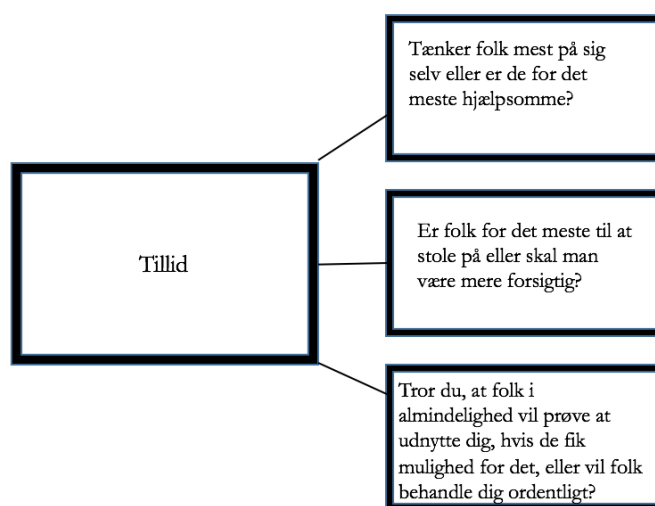 Tillid
Tænker folk mest på sig
selv eller er de for det
meste hjælpsomme?
Er folk for det meste til at
stole på eller skal man
være mere forsigtig?
Tror du, at folk i
almindelighed vil prøve at
udnytte dig, hvis de fik
mulighed for det, eller vil folk
behandle dig ordentligt?